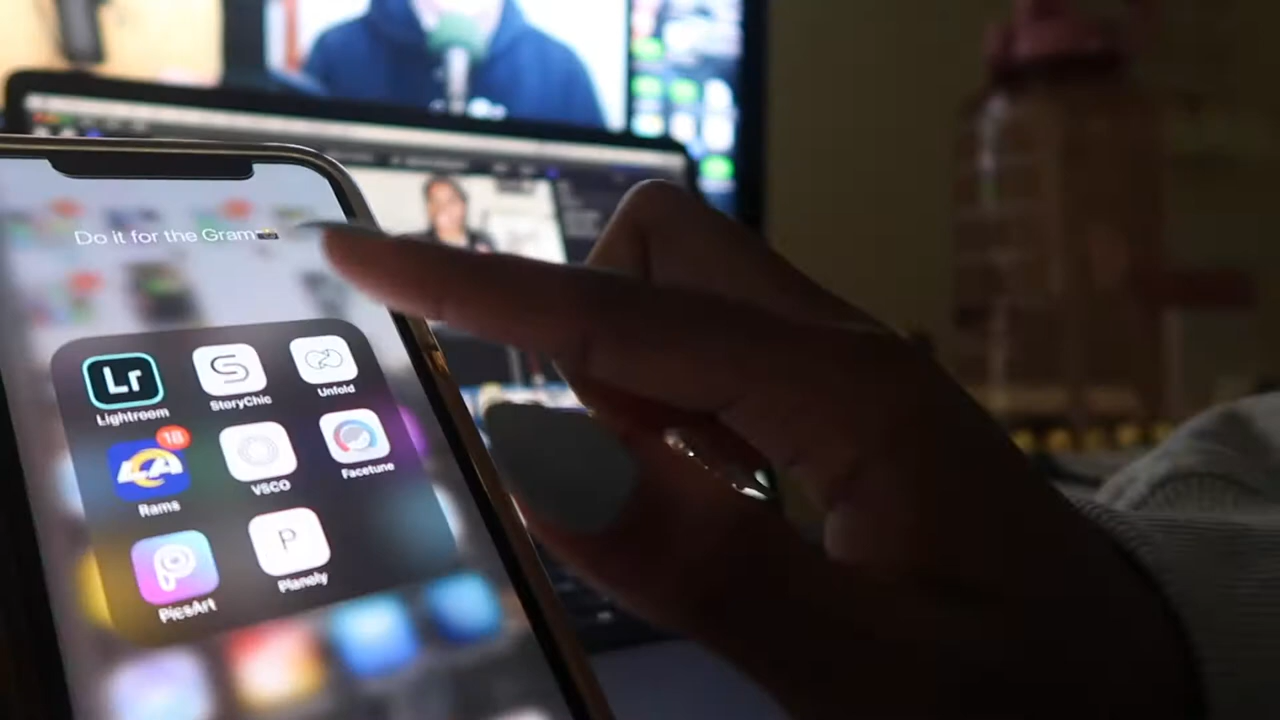 Do it for the Gram📸
Lr
Lightroom
S
StoryChic
Unfold
18
LA
Rams
VSCO
Facetune
P
PicsArt
P
Planoly